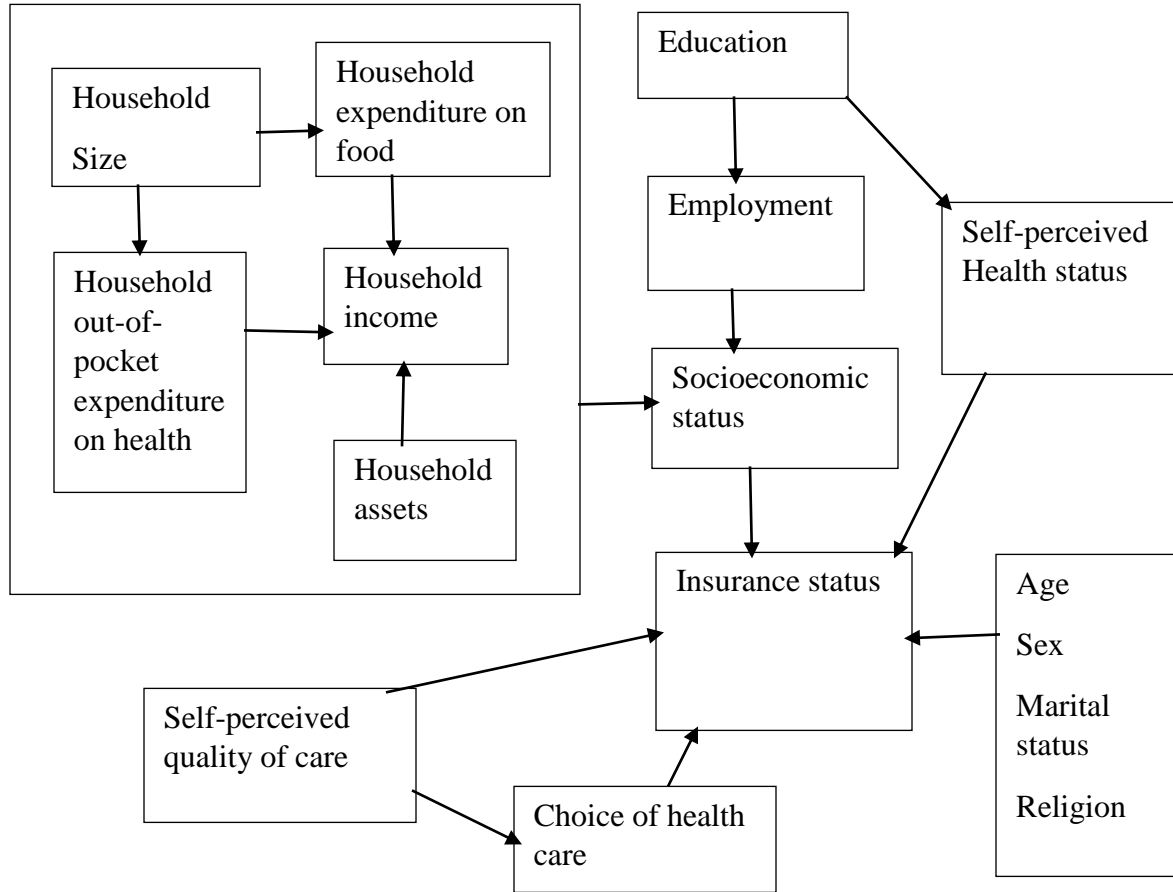 Household
Size
Household
expenditure on
food
Household
out-of-
pocket
expenditure
on health
Household
income
Household
assets
Education
Employment
Self-perceived
Health status
Socioeconomic
status
Insurance status
Age
Sex
Marital
status
Religion
Self-perceived
quality of care
Choice of health
care